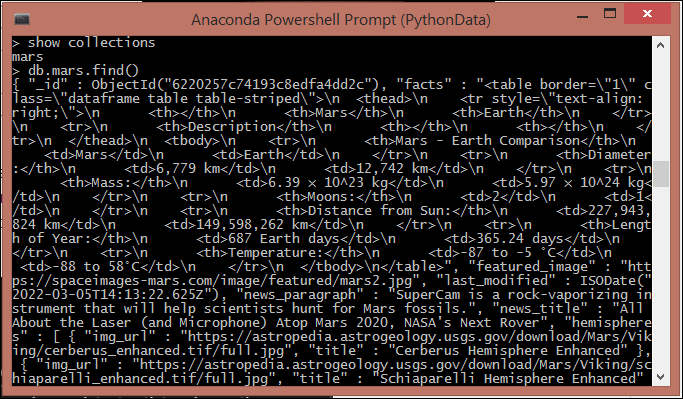 Anaconda Powershell Prompt (PythonData)
> show collections
mars
> db.mars.find()
{ "_id" : ObjectId("6220257c74193c8edfa4dd2c"), "facts" : "<table border=\"1\" c
lass=\"dataframe table table-striped\">\n  <thead>\n    <tr style=\"text-align:
right;\">\n      <th></th>\n      <th>Mars</th>\n      <th>Earth</th>\n    </tr>
\n    <tr>\n      <th>Description</th>\n      <th></th>\n      <th></th>\n    </
tr>\n  </thead>\n  <tbody>\n    <tr>\n      <th>Mars - Earth Comparison</th>\n
      <td>Mars</td>\n      <td>Earth</td>\n    </tr>\n    <tr>\n      <th>Diameter
:</th>\n      <td>6,779 km</td>\n      <td>12,742 km</td>\n    </tr>\n    <tr>\n
      <th>Mass:</th>\n      <td>6.39 × 10^23 kg</td>\n      <td>5.97 × 10^24 kg<
/td>\n    </tr>\n    <tr>\n      <th>Moons:</th>\n      <td>2</td>\n      <td>1<
/td>\n    </tr>\n    <tr>\n      <th>Distance from Sun:</th>\n      <td>227,943,
824 km</td>\n      <td>149,598,262 km</td>\n    </tr>\n    <tr>\n      <th>Lengt
h of Year:</th>\n      <td>687 Earth days</td>\n      <td>365.24 days</td>\n
</tr>\n    <tr>\n      <th>Temperature:</th>\n      <td>-87 to -5 °C</td>\n
 <td>-88 to 58°C</td>\n    </tr>\n  </tbody>\n</table>", "featured_image" : "htt
ps://spaceimages-mars.com/image/featured/mars2.jpg", "last_modified" : ISODate("
2022-03-05T14:13:22.625Z"), "news_paragraph" : "SuperCam is a rock-vaporizing in
strument that will help scientists hunt for Mars fossils.", "news_title" : "All
About the Laser (and Microphone) Atop Mars 2020, NASA's Next Rover", "hemisphere
s" : [ { "img_url" : "https://astropedia.astrogeology.usgs.gov/download/Mars/Vik
ing/cerberus_enhanced.tif/full.jpg", "title" : "Cerberus Hemisphere Enhanced" },
 { "img_url" : "https://astropedia.astrogeology.usgs.gov/download/Mars/Viking/sc
hiaparelli_enhanced.tif/full.jpg", "title" : "Schiaparelli Hemisphere Enhanced"